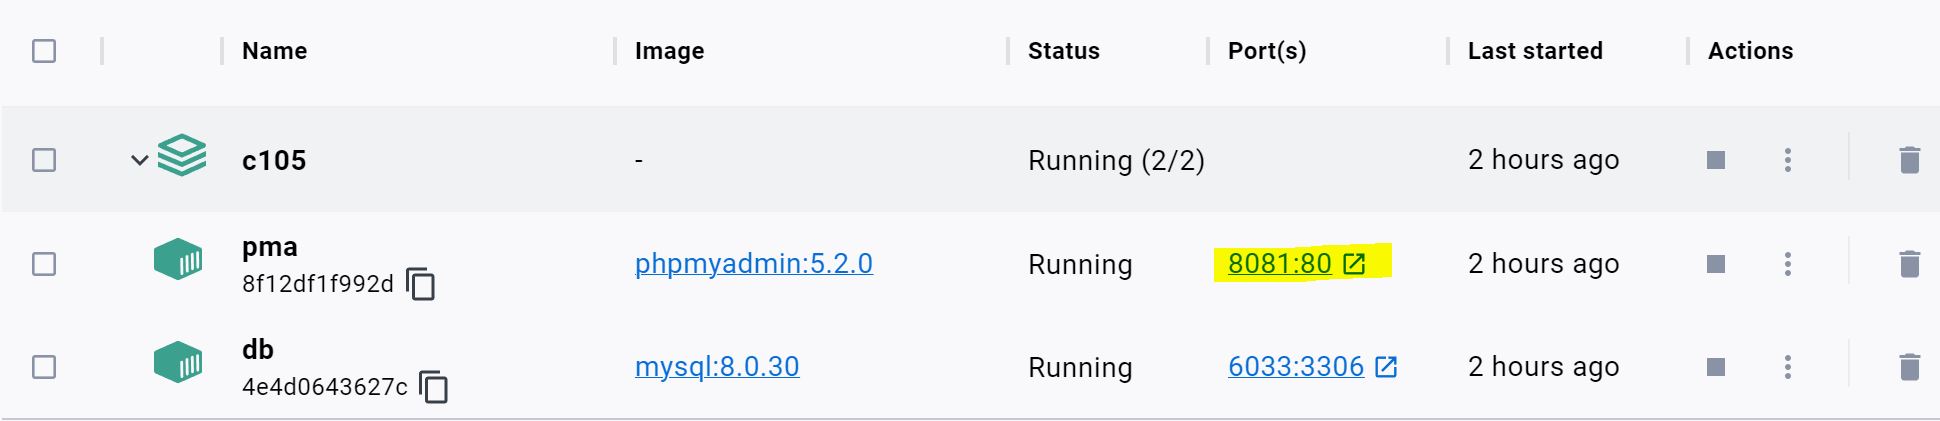 Name Image Status Port(s) Last started Actions
c105 - Running (2/2) 2 hours ago
pma
8f12df1f992d phpmyadmin:5.2.0 Running 8081:80 2 hours ago
db
4e4d0643627c mysql:8.0.30 Running 6033:3306 2 hours ago